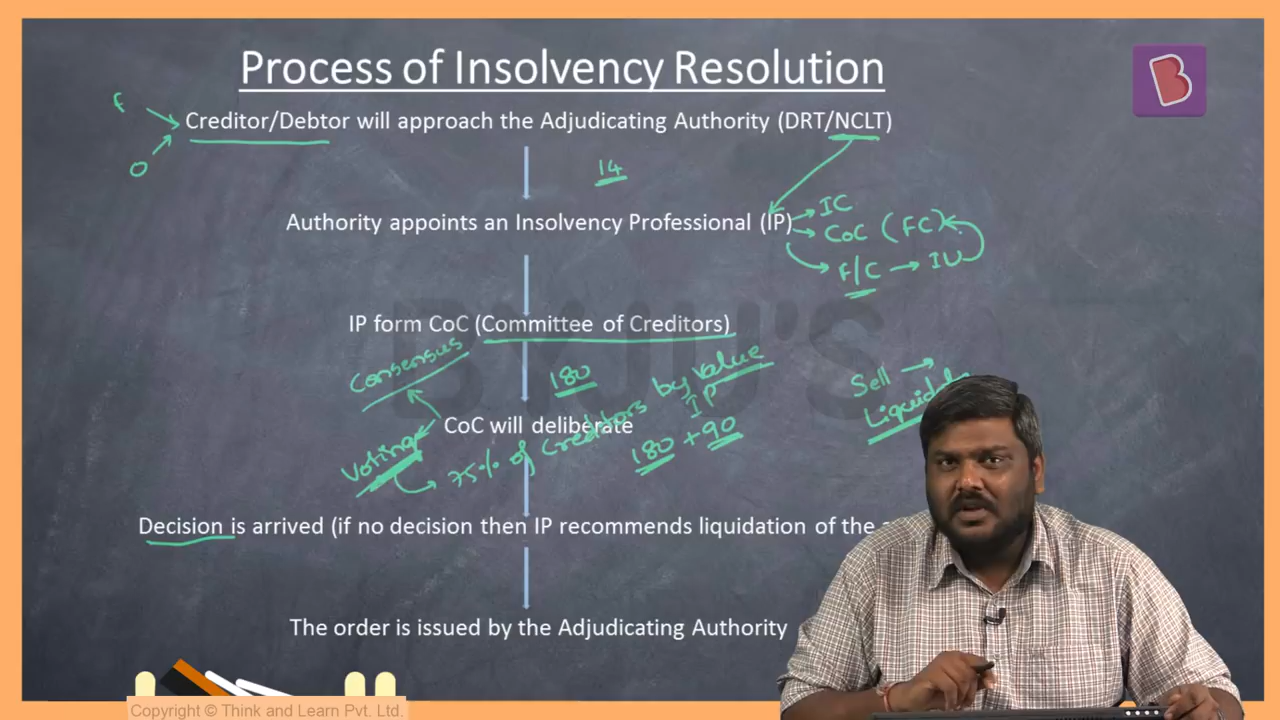 Process of Insolvency Resolution
F
Creditor/Debtor will approach the Adjudicating Authority (DRT/NCLT)
O
14
Authority appoints an Insolvency Professional (IP)
IC
CoC (FC)
F/C → IU
IP form CoC (Committee of Creditors)
Consensus
180
CoC will deliberate
Voting
75% of creditors by value
IP
180 + 90
Sell →
Decision is arrived (if no decision then IP recommends liquidation of the
The order is issued by the Adjudicating Authority
BYJU'S
B
Copyright © Think and Learn Pvt. Ltd.